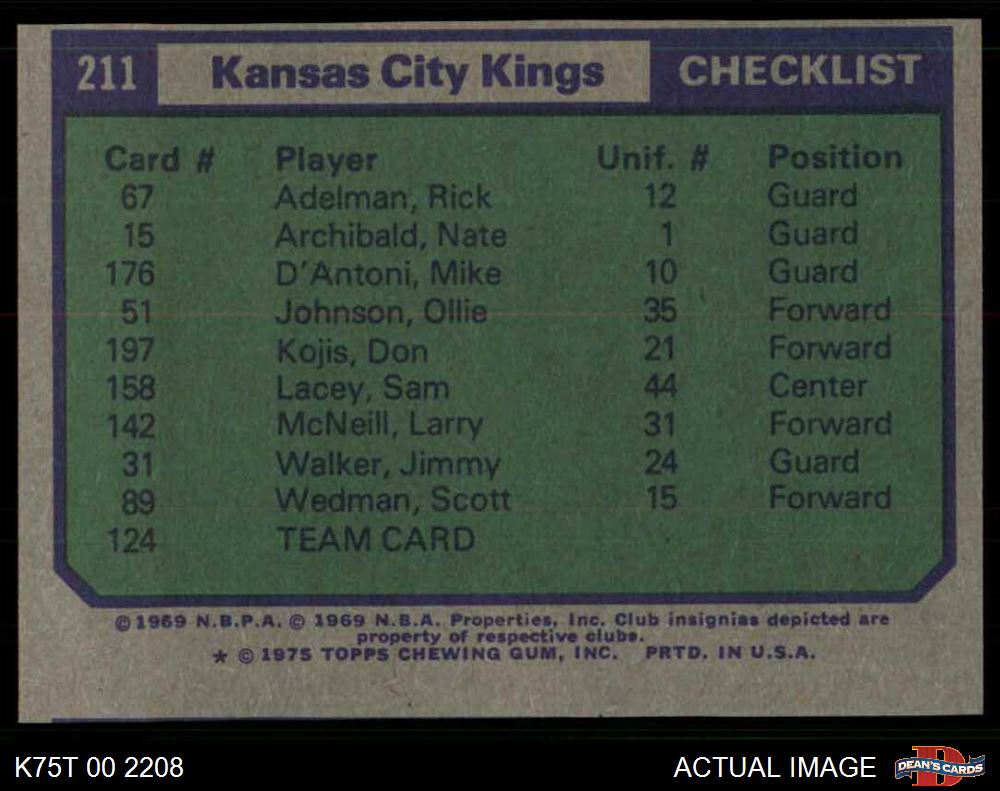 211 Kansas City Kings CHECKLIST
Card # Player Unif. # Position
67 Adelman, Rick 12 Guard
15 Archibald, Nate 1 Guard
176 D'Antoni, Mike 10 Guard
51 Johnson, Ollie 35 Forward
197 Kojis, Don 21 Forward
158 Lacey, Sam 44 Center
142 McNeill, Larry 31 Forward
31 Walker, Jimmy 24 Guard
89 Wedman, Scott 15 Forward
124 TEAM CARD
©1969 N.B.P.A. © 1969 N.B.A. Properties, Inc. Club insignias depicted are
property of respective clubs.
* © 1975 TOPPS CHEWING GUM, INC. PRTD. IN U.S.A.
K75T 00 2208 ACTUAL IMAGE DEAN'S CARDS